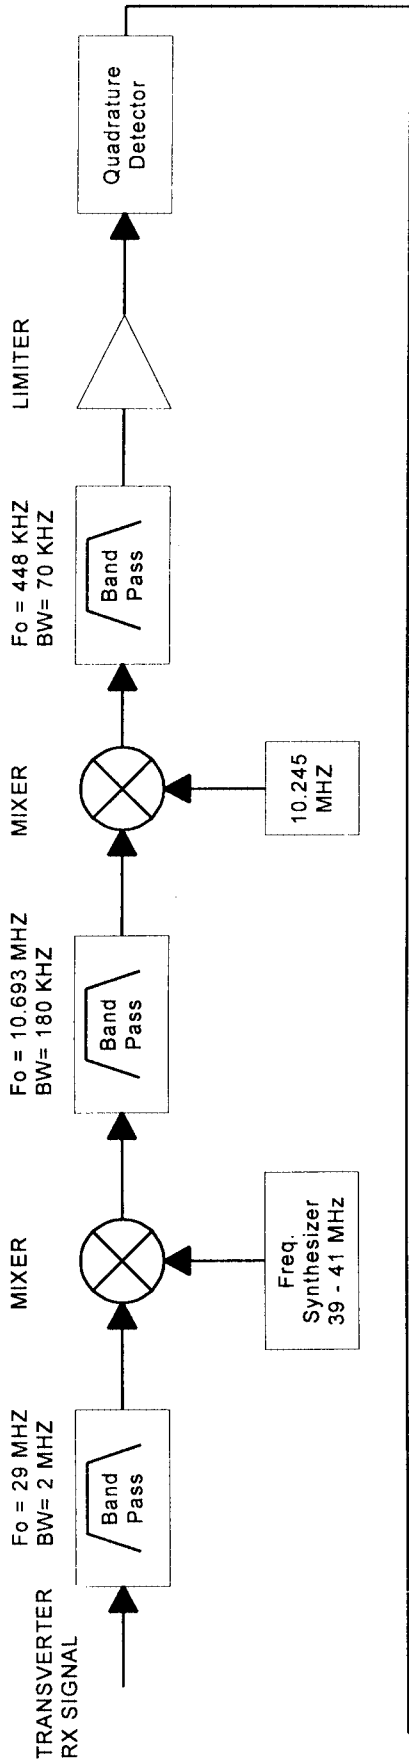 TRANSVERTER
RX SIGNAL
Fo = 29 MHZ
BW= 2 MHZ
Band
Pass
MIXER
Freq.
Synthesizer
39 - 41 MHz
Fo = 10.693 MHZ
BW= 180 KHZ
Band
Pass
MIXER
10.245
MHZ
Fo = 448 KHZ
BW= 70 KHZ
Band
Pass
LIMITER
Quadrature
Detector